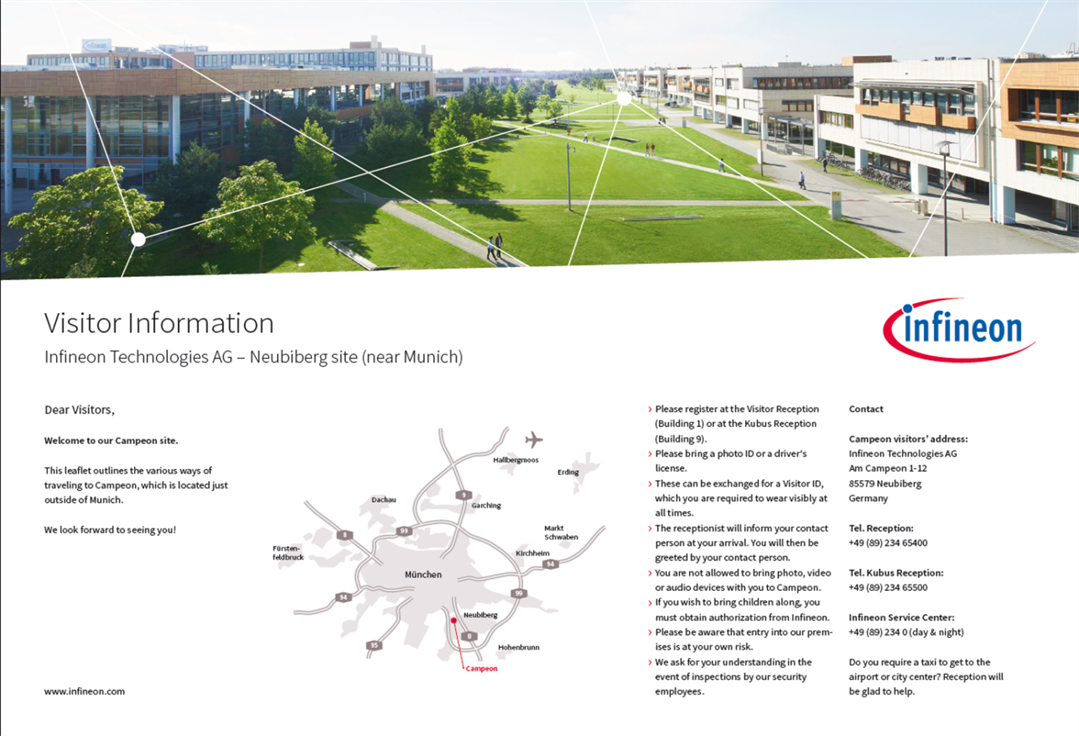 Visitor Information
Infineon Technologies AG – Neubiberg site (near Munich)
infineon
Dear Visitors,
Welcome to our Campeon site.
This leaflet outlines the various ways of
traveling to Campeon, which is located just
outside of Munich.
We look forward to seeing you!
www.infineon.com
Hallbergmoos
Erding
Dachau
9
Garching
8
99
Markt
Schwaben
Fürsten-
feldbruck
Kirchheim
94
München
94
99
Neubiberg
8
95
Hohenbrunn
Campeon
› Please register at the Visitor Reception
(Building 1) or at the Kubus Reception
(Building 9).
› Please bring a photo ID or a driver's
license.
› These can be exchanged for a Visitor ID,
which you are required to wear visibly at
all times.
› The receptionist will inform your contact
person at your arrival. You will then be
greeted by your contact person.
› You are not allowed to bring photo, video
or audio devices with you to Campeon.
› If you wish to bring children along, you
must obtain authorization from Infineon.
› Please be aware that entry into our prem-
ises is at your own risk.
› We ask for your understanding in the
event of inspections by our security
employees.
Contact
Campeon visitors' address:
Infineon Technologies AG
Am Campeon 1-12
85579 Neubiberg
Germany
Tel. Reception:
+49 (89) 234 65400
Tel. Kubus Reception:
+49 (89) 234 65500
Infineon Service Center:
+49 (89) 234 0 (day & night)
Do you require a taxi to get to the
airport or city center? Reception will
be glad to help.